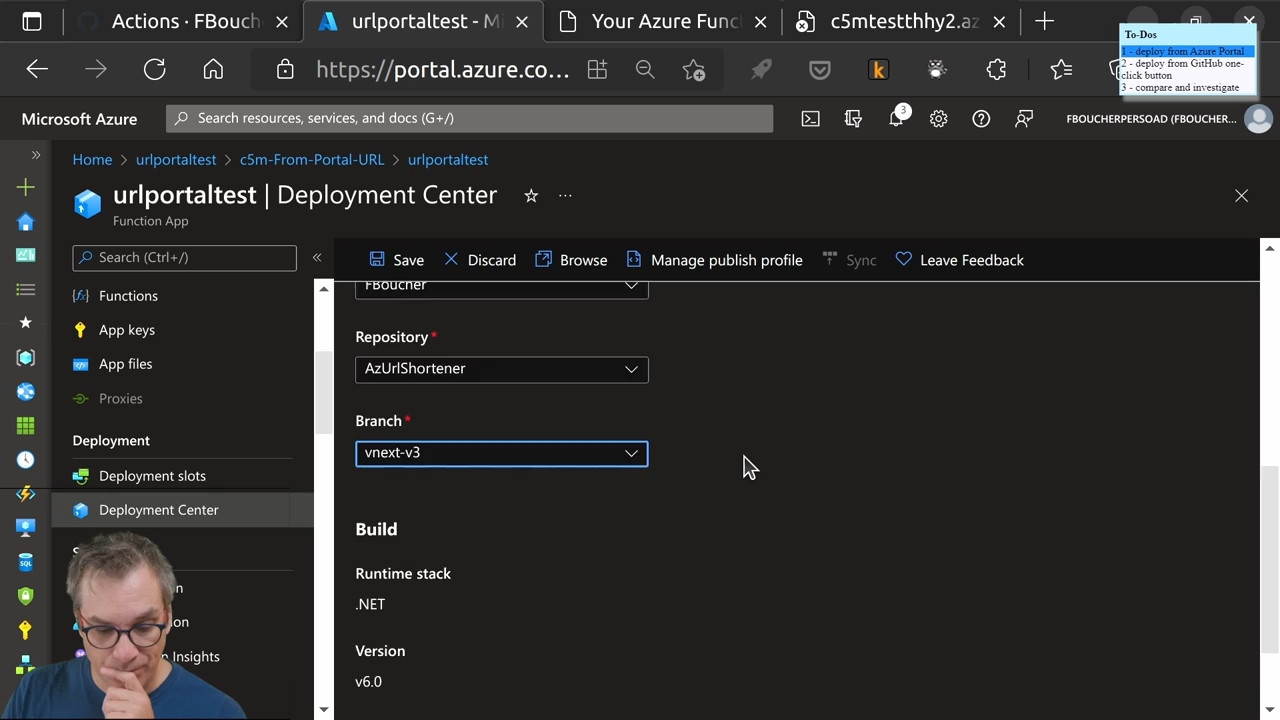 Actions · FBouch
urlportaltest - Mi
Your Azure Func
c5mtestthhy2.az
To-Dos
1 - deploy from Azure Portal
2 - deploy from GitHub one-
click button
3 - compare and investigate
https://portal.azure.co...
Microsoft Azure
Search resources, services, and docs (G+/)
3
FBOUCHERPERSOAD (FBOUCHER...
Home > urlportaltest > c5m-From-Portal-URL > urlportaltest
urlportaltest | Deployment Center
Function App
Search (Ctrl+/)
Save
Discard
Browse
Manage publish profile
Sync
Leave Feedback
Functions
App keys
App files
Proxies
Deployment
Deployment slots
Deployment Center
FBoucher
Repository*
AzUrlShortener
Branch*
vnext-v3
Build
Runtime stack
.NET
Version
v6.0
Insights
SQL